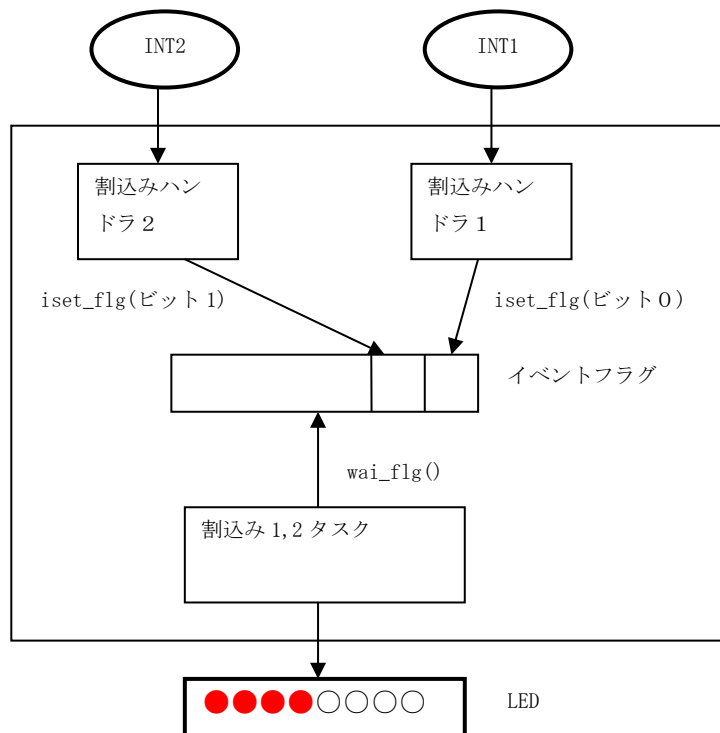 INT2
INT1
割込みハン
ドラ2
割込みハン
ドラ１
iset_flg(ビット1)
iset_flg(ビット０)
イベントフラグ
wai_flg()
割込み1,2タスク
LED